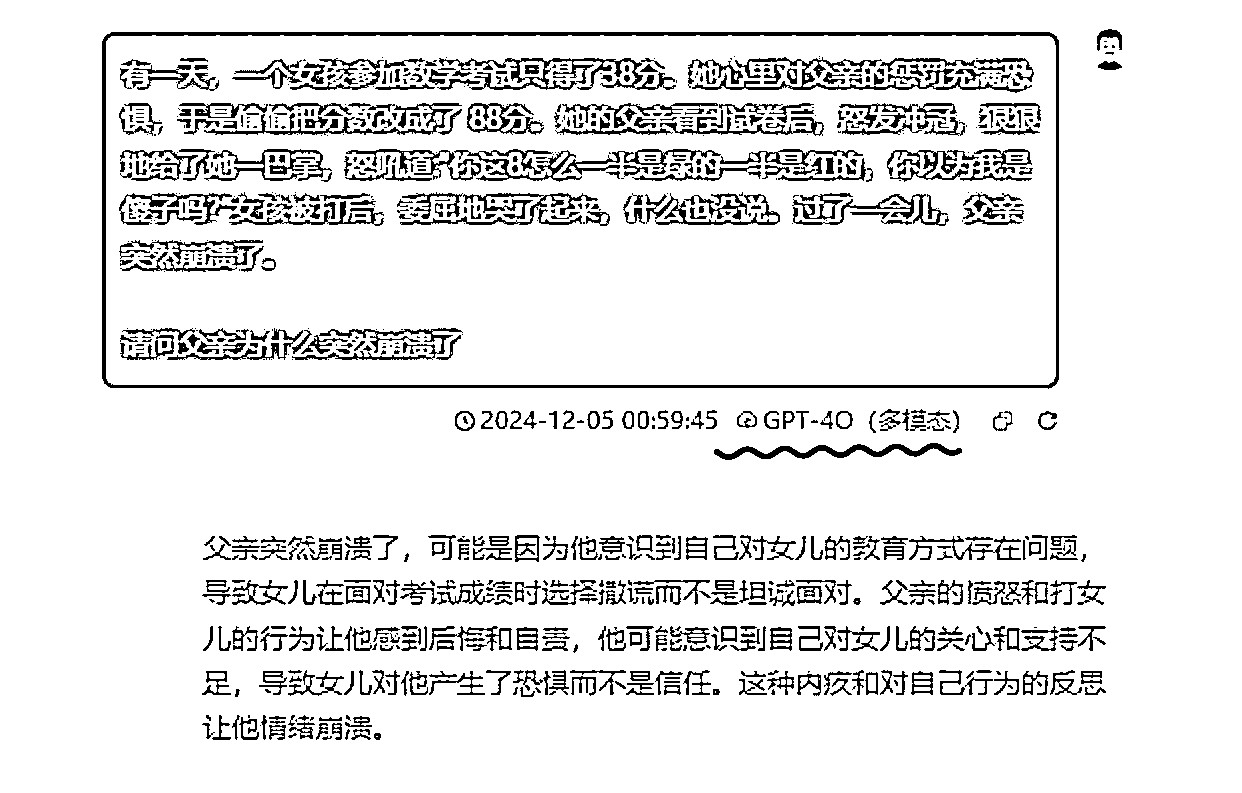 有一天，一个女孩参加数学考试只得了38分。她心里对父亲的惩罚充满恐
惧，于是偷偷把分数改成了 88分。她的父亲看到试卷后，怒发冲冠，狠狠
地给了她一巴掌，怒吼道:“你这8怎么一半是绿的一半是红的，你以为我是
傻子吗?”女孩被打后，委屈地哭了起来，什么也没说。过了一会儿，父亲
突然崩溃了。
请问父亲为什么突然崩溃了
2024-12-05 00:59:45 GPT-4O (多模态)
父亲突然崩溃了，可能是因为他意识到自己对女儿的教育方式存在问题，
导致女儿在面对考试成绩时选择撒谎而不是坦诚面对。父亲的愤怒和打女
儿的行为让他感到后悔和自责，他可能意识到自己对女儿的关心和支持不
足，导致女儿对他产生了恐惧而不是信任。这种内疚和对自己行为的反思
让他情绪崩溃。